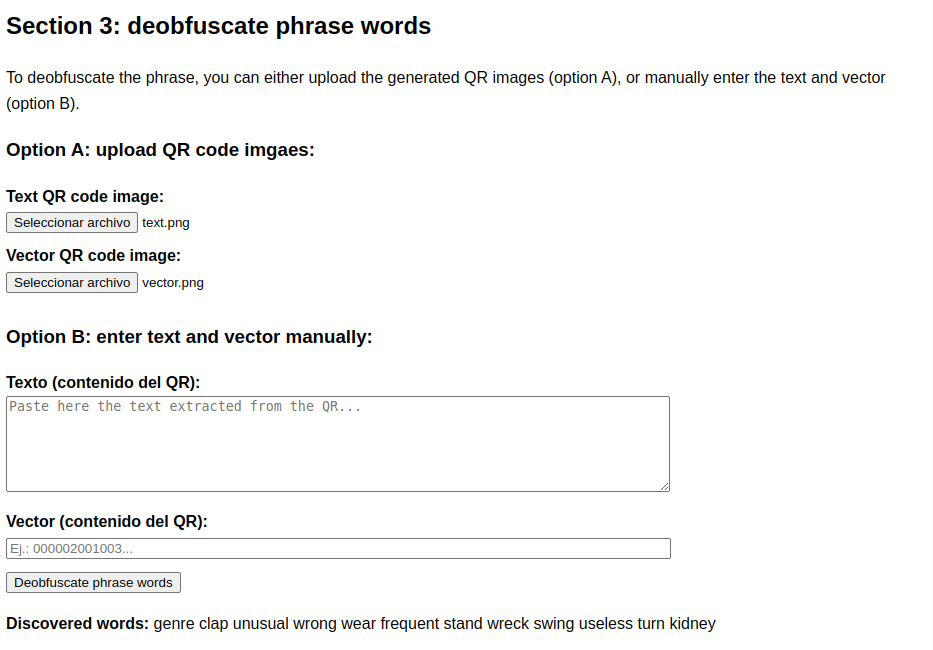 Section 3: deobfuscate phrase words
To deobfuscate the phrase, you can either upload the generated QR images (option A), or manually enter the text and vector
(option B).
Option A: upload QR code imgaes:
Text QR code image:
Seleccionar archivo text.png
Vector QR code image:
Seleccionar archivo vector.png
Option B: enter text and vector manually:
Texto (contenido del QR):
Paste here the text extracted from the QR...
Vector (contenido del QR):
Ej.: 000002001003...
Deobfuscate phrase words
Discovered words: genre clap unusual wrong wear frequent stand wreck swing useless turn kidney